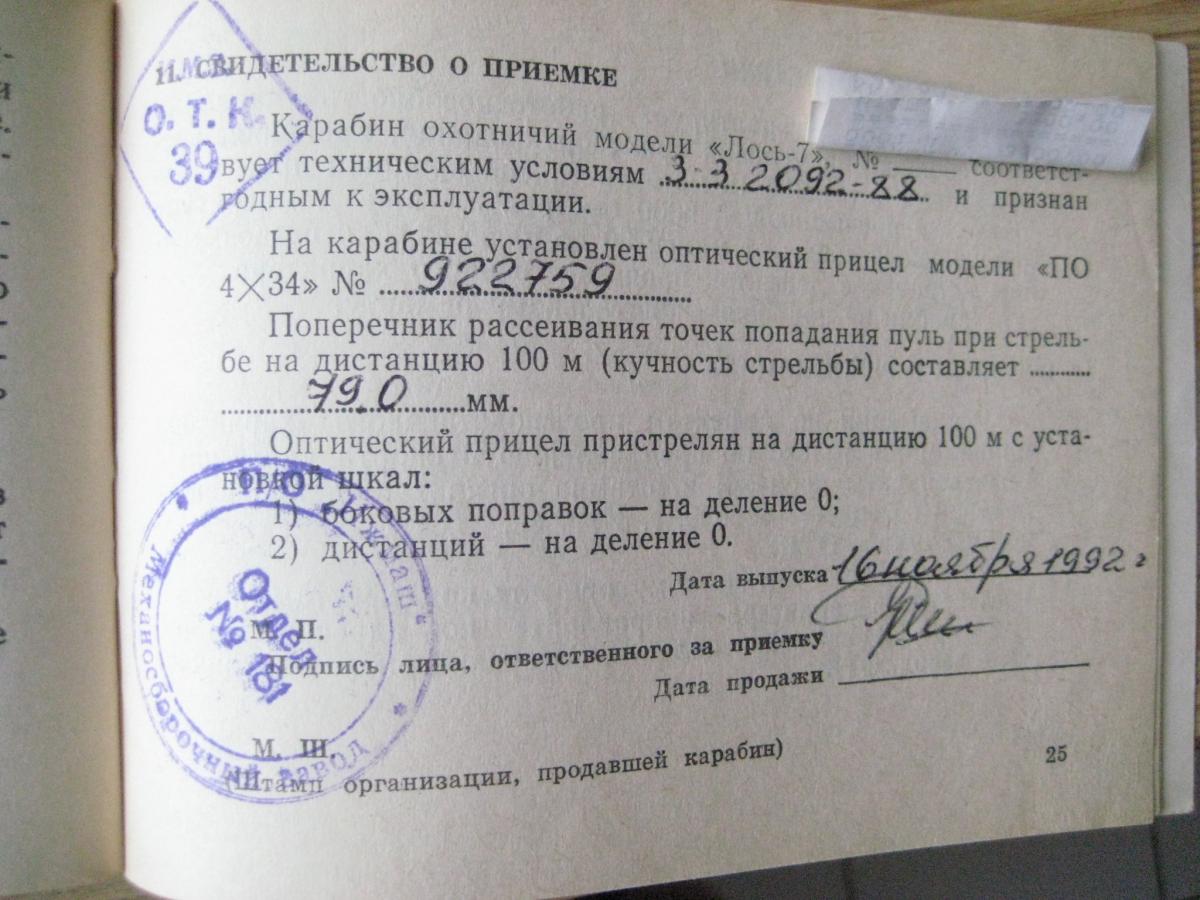 11. СВИДЕТЕЛЬСТВО О ПРИЕМКЕ
О. Т. К.
39
Карабин охотничий модели «Лось-7», № соответст-
вует техническим условиям 3-3 2092-88 и признан
годным к эксплуатации.
На карабине установлен оптический прицел модели «ПО
4×34» № 922759
Поперечник рассеивания точек попадания пуль при стрель-
бе на дистанцию 100 м (кучность стрельбы) составляет
79.0 мм.
Оптический прицел пристрелян на дистанцию 100 м с уста-
новкой шкал:
1) боковых поправок — на деление 0;
2) дистанций — на деление 0.
Дата выпуска 16 ноября 1992 г
М. П.
Подпись лица, ответственного за приемку
Дата продажи
М. Ш.
(Штамп организации, продавшей карабин)
25
ПО "Ижмаш"
Механосборочный завод
Отдел
№ 181